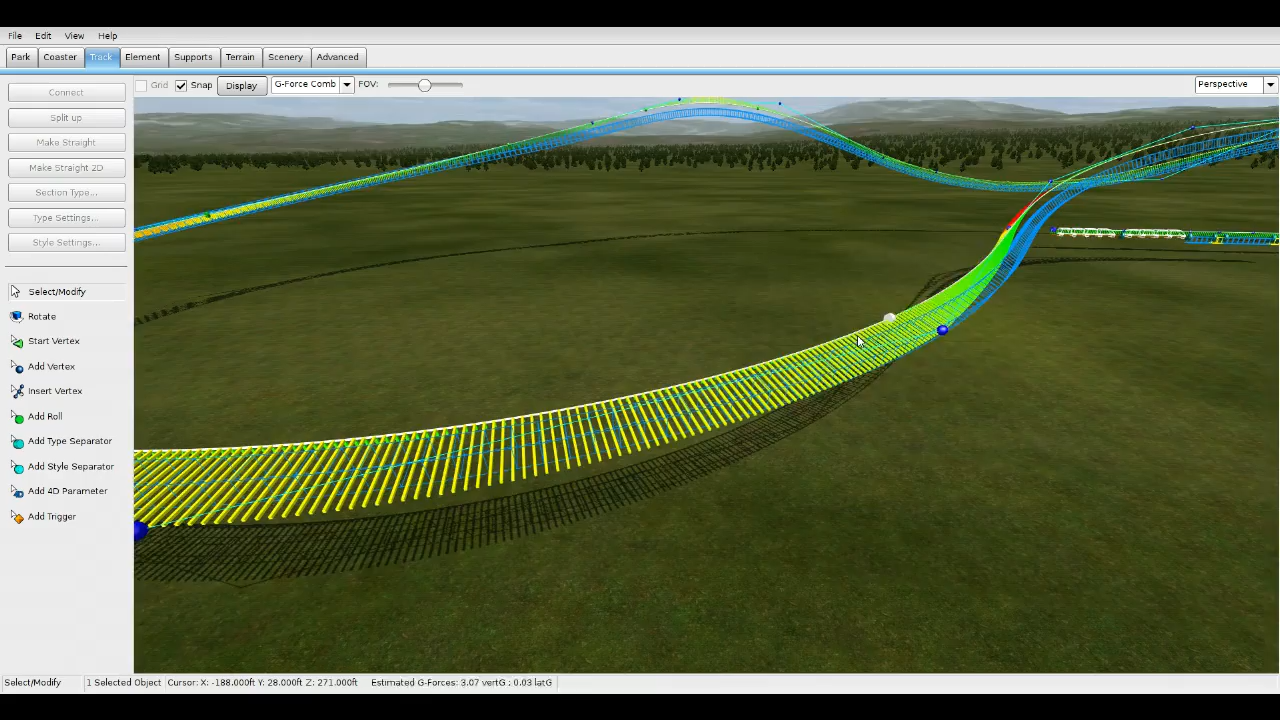 File Edit View Help
Park Coaster Track Element Supports Terrain Scenery Advanced
Grid Snap Display G-Force Comb FOV: Perspective
Connect
Split up
Make Straight
Make Straight 2D
Section Type...
Type Settings...
Style Settings...
Select/Modify
Rotate
Start Vertex
Add Vertex
Insert Vertex
Add Roll
Add Type Separator
Add Style Separator
Add 4D Parameter
Add Trigger
Select/Modify 1 Selected Object Cursor: X: -188.000ft Y: 28.000ft Z: 271.000ft Estimated G-Forces: 3.07 vertG : 0.03 latG